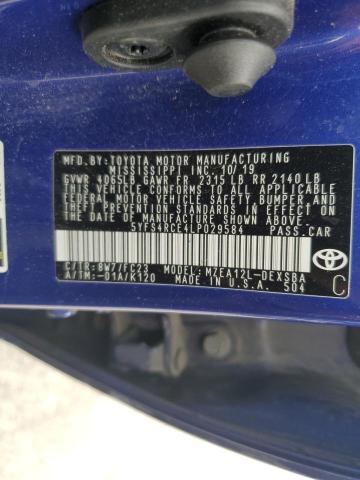 MFD. BY: TOYOTA MOTOR MANUFACTURING
MISSISSIPPI INC. 10/19
GVWR 4065LB GAWR FR 2315 LB RR 2140 LB
THIS VEHICLE CONFORMS TO ALL APPLICABLE
FEDERAL MOTOR VEHICLE SAFETY AND THEFT
PREVENTION STANDARDS IN EFFECT ON THE DATE
OF MANUFACTURE SHOWN ABOVE.
5YFS4RCE4LP029584 PASS.CAR
C/TR: 8W7/FC23 MODEL: MZEA12L-DEXSBA
A/TM:-01A/K120 MADE IN U.S.A. 504
TOYOTA
C